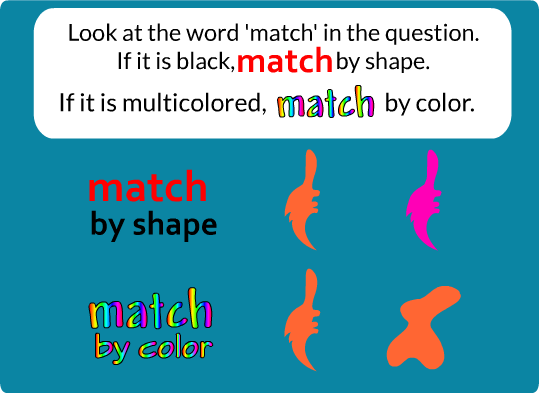 Look at the word 'match' in the question.
If it is black, match by shape.
If it is multicolored, match by color.
match
by shape
match
by color